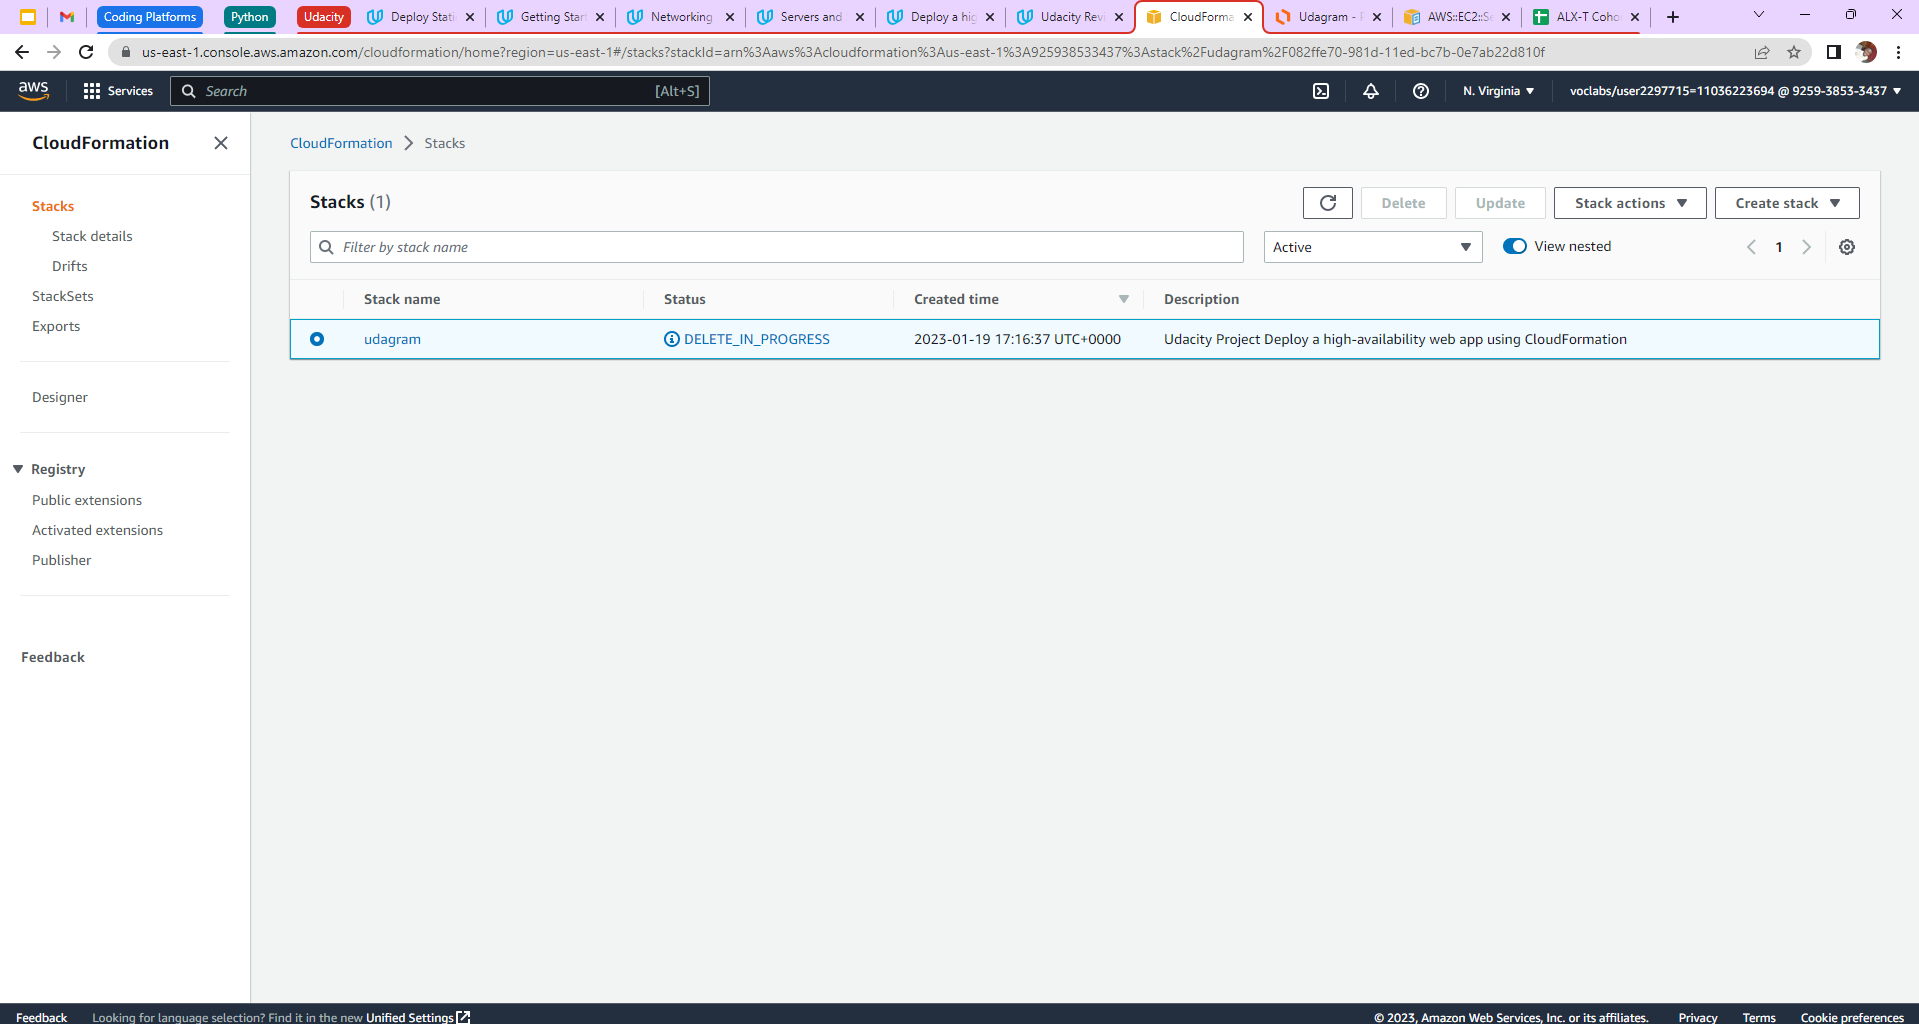 Coding Platforms
Python
Udacity
Deploy Stati
Getting Star
Networking
Servers and
Deploy a hig
Udacity Revi
CloudForma
Udagram - 
AWS::EC2::Se
ALX-T Coho
us-east-1.console.aws.amazon.com/cloudformation/home?region=us-east-1#/stacks?stackId=arn%3Aaws%3Acloudformation%3Aus-east-1%3A925938533437%3Astack%2Fudagram%2F082ffe70-981d-11ed-bc7b-0e7ab22d810f
aws
Services
Search
[Alt+S]
N. Virginia
voclabs/user2297715=11036223694 @ 9259-3853-3437
CloudFormation
Stacks
Stack details
Drifts
StackSets
Exports
Designer
Registry
Public extensions
Activated extensions
Publisher
Feedback
CloudFormation
Stacks
Stacks (1)
Delete
Update
Stack actions
Create stack
Filter by stack name
Active
View nested
1
Stack name
Status
Created time
Description
udagram
DELETE_IN_PROGRESS
2023-01-19 17:16:37 UTC+0000
Udacity Project Deploy a high-availability web app using CloudFormation
Feedback
Looking for language selection? Find it in the new Unified Settings
© 2023, Amazon Web Services, Inc. or its affiliates.
Privacy
Terms
Cookie preferences